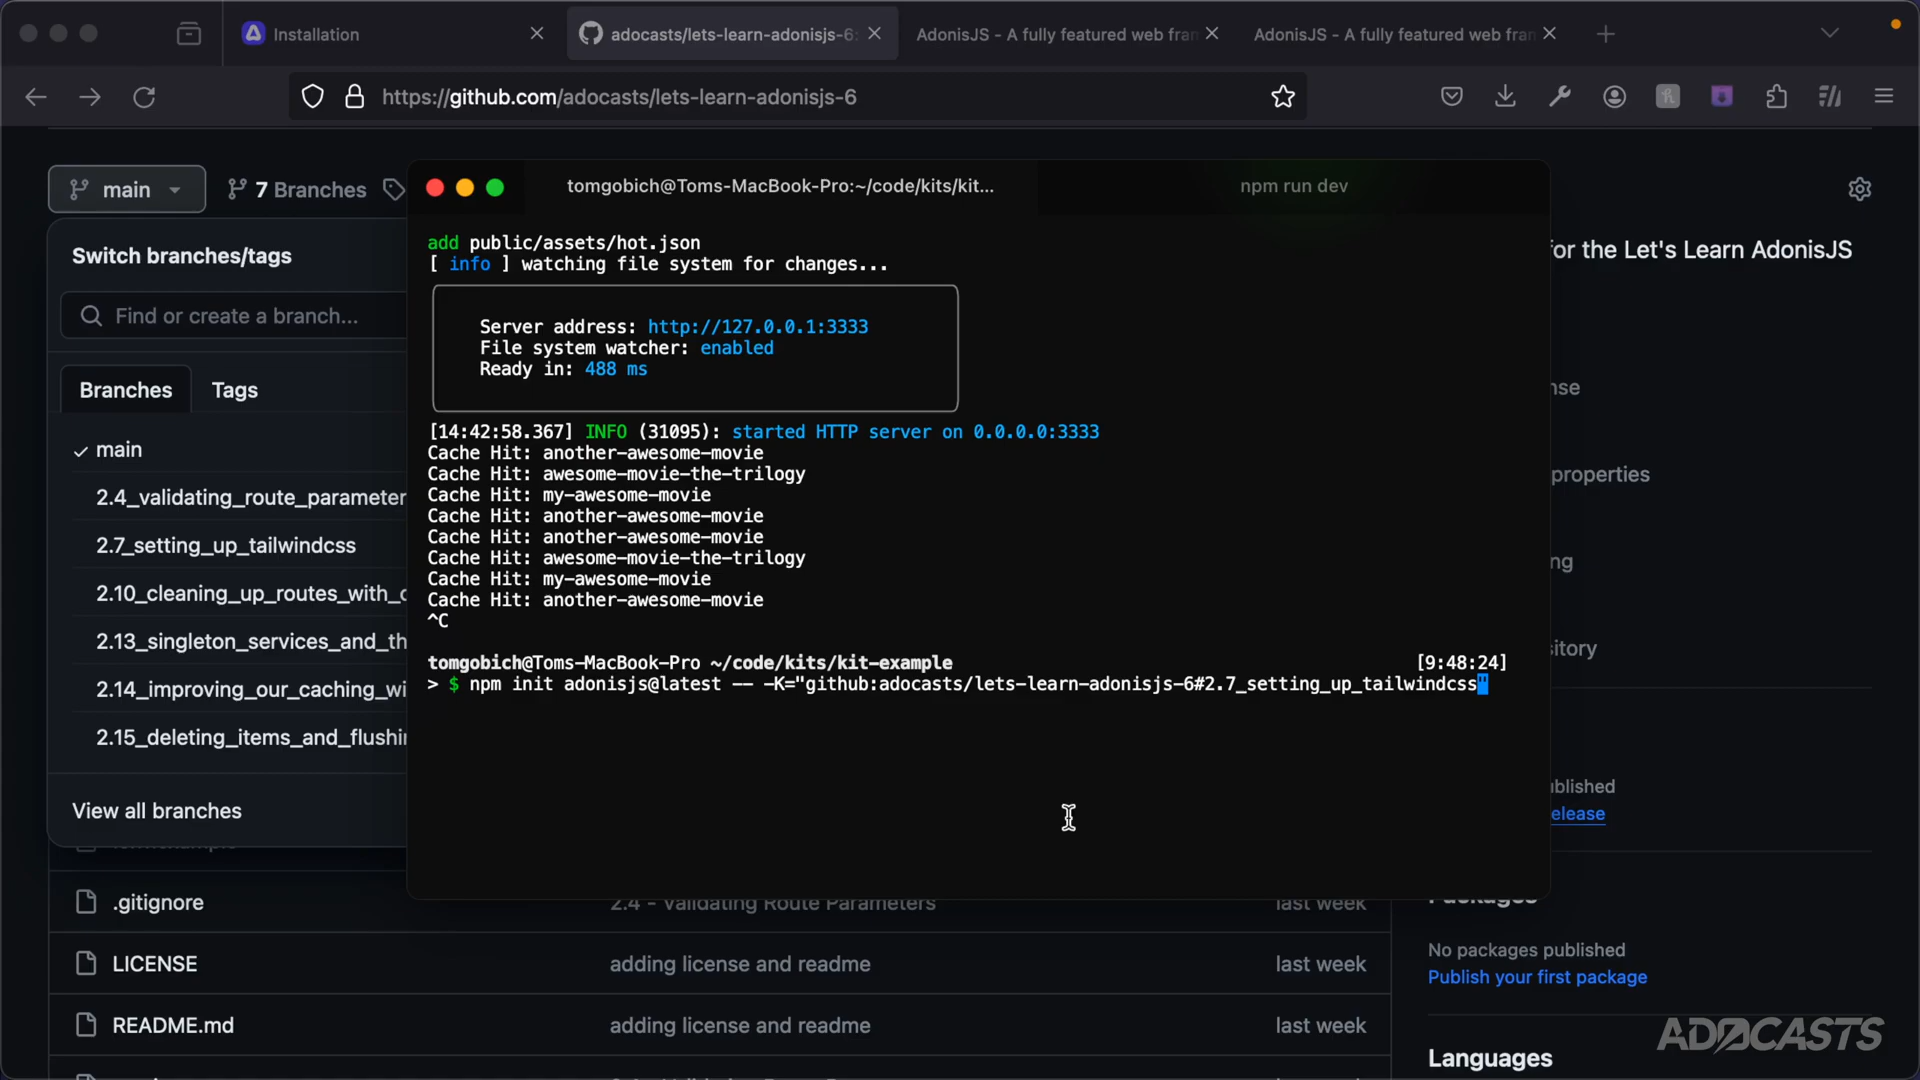 Installation
adocasts/lets-learn-adonisjs-6:
AdonisJS - A fully featured web fran
AdonisJS - A fully featured web fran
https://github.com/adocasts/lets-learn-adonisjs-6
main
7 Branches
tomgobich@Toms-MacBook-Pro:~/code/kits/kit...
npm run dev
Switch branches/tags
Find or create a branch...
Branches
Tags
main
2.4_validating_route_parameter
2.7_setting_up_tailwindcss
2.10_cleaning_up_routes_with_c
2.13_singleton_services_and_th
2.14_improving_our_caching_wi
2.15_deleting_items_and_flushi
View all branches
add public/assets/hot.json
[ info ] watching file system for changes...
Server address: http://127.0.0.1:3333
File system watcher: enabled
Ready in: 488 ms
[14:42:58.367] INFO (31095): started HTTP server on 0.0.0.0:3333
Cache Hit: another-awesome-movie
Cache Hit: awesome-movie-the-trilogy
Cache Hit: my-awesome-movie
Cache Hit: another-awesome-movie
Cache Hit: another-awesome-movie
Cache Hit: awesome-movie-the-trilogy
Cache Hit: my-awesome-movie
Cache Hit: another-awesome-movie
^C
tomgobich@Toms-MacBook-Pro ~/code/kits/kit-example [9:48:24]
> $ npm init adonisjs@latest -- -K="github:adocasts/lets-learn-adonisjs-6#2.7_setting_up_tailwindcss"
for the Let's Learn AdonisJS
nse
properties
ng
sitory
ublished
elease
.gitignore
2.4 - Validating Route Parameters
last week
LICENSE
adding license and readme
last week
README.md
adding license and readme
last week
Packages
No packages published
Publish your first package
Languages
ADOCASTS